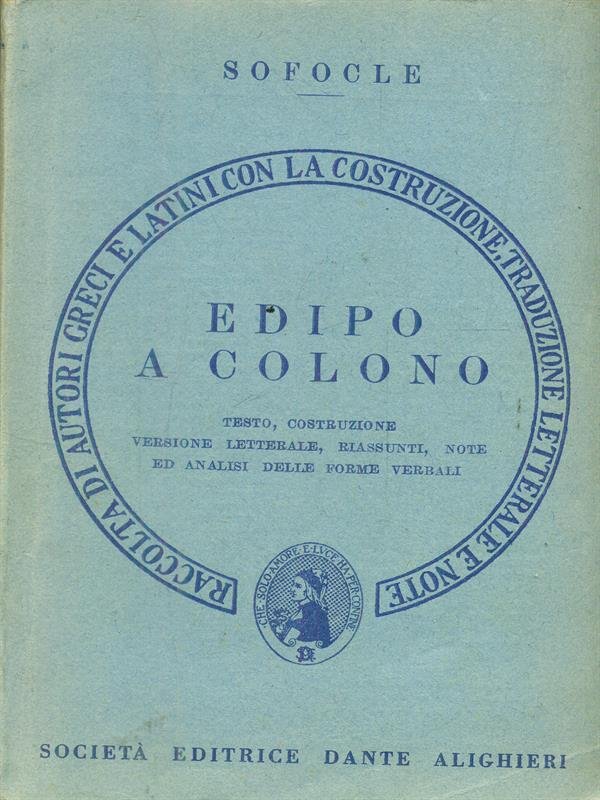 SOFOCLE
RACCOLTA DI AUTORI GRECI E LATINI CON LA COSTRUZIONE, TRADUZIONE LETTERALE E NOTE
EDIPO
A COLONO
TESTO, COSTRUZIONE
VERSIONE LETTERALE, RIASSUNTI, NOTE
ED ANALISI DELLE FORME VERBALI
·CHE·SOLO·AMORE·E·LVCE·HA·PER·CONFINE·
SOCIETÀ EDITRICE DANTE ALIGHIERI